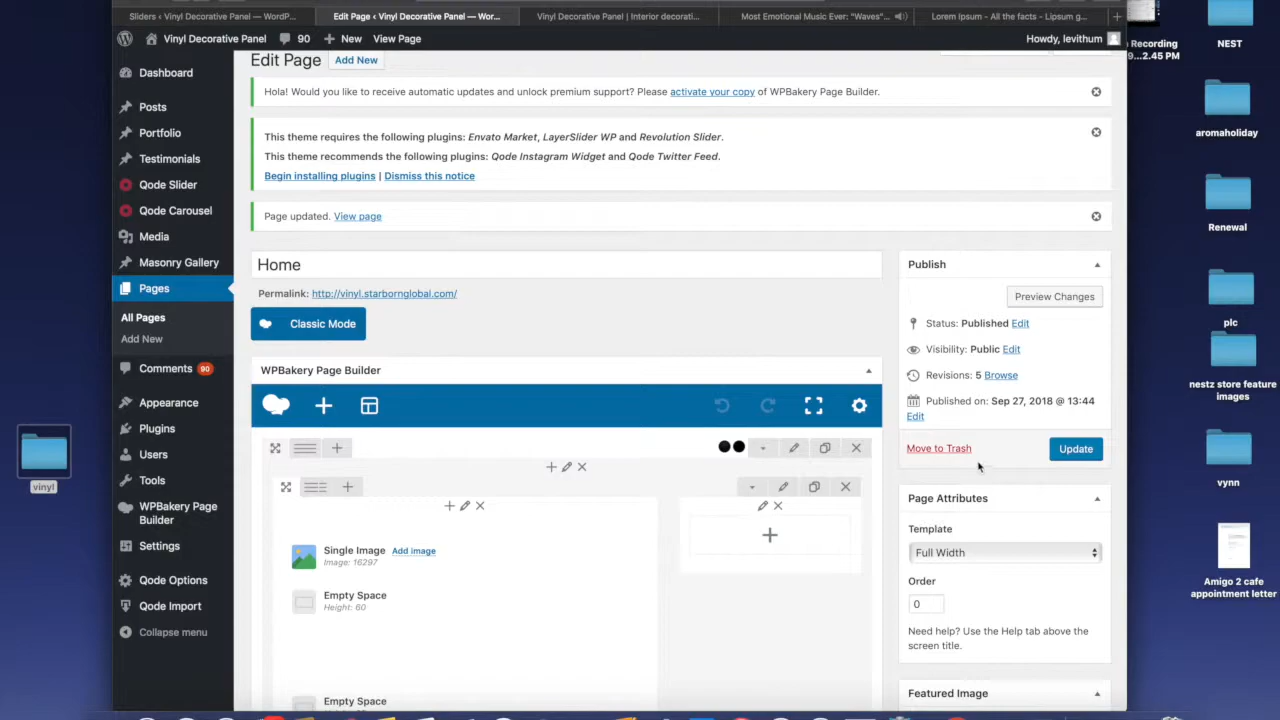 Sliders ‹ Vinyl Decorative Panel — WordP...
Edit Page ‹ Vinyl Decorative Panel — Wor...
Vinyl Decorative Panel | Interior decorati...
Most Emotional Music Ever: "Waves"...
Lorem Ipsum - All the facts - Lipsum g...
Vinyl Decorative Panel
90
New
View Page
Howdy, levithum
Dashboard
Posts
Portfolio
Testimonials
Qode Slider
Qode Carousel
Media
Masonry Gallery
Pages
All Pages
Add New
Comments 90
Appearance
Plugins
Users
Tools
WPBakery Page
Builder
Settings
Qode Options
Qode Import
Collapse menu
Edit Page
Add New
Hola! Would you like to receive automatic updates and unlock premium support? Please activate your copy of WPBakery Page Builder.
This theme requires the following plugins: Envato Market, LayerSlider WP and Revolution Slider.
This theme recommends the following plugins: Qode Instagram Widget and Qode Twitter Feed.
Begin installing plugins | Dismiss this notice
Page updated. View page
Home
Permalink: http://vinyl.starbornglobal.com/
Classic Mode
WPBakery Page Builder
Single Image Add image
Image: 16297
Empty Space
Height: 60
Empty Space
Publish
Preview Changes
Status: Published Edit
Visibility: Public Edit
Revisions: 5 Browse
Published on: Sep 27, 2018 @ 13:44
Edit
Move to Trash
Update
Page Attributes
Template
Full Width
Order
0
Need help? Use the Help tab above the
screen title.
Featured Image
vinyl
Recording
9...2.45 PM
NEST
aromaholiday
Renewal
pic
nestz store feature
images
vynn
Amigo 2 cafe
appointment letter